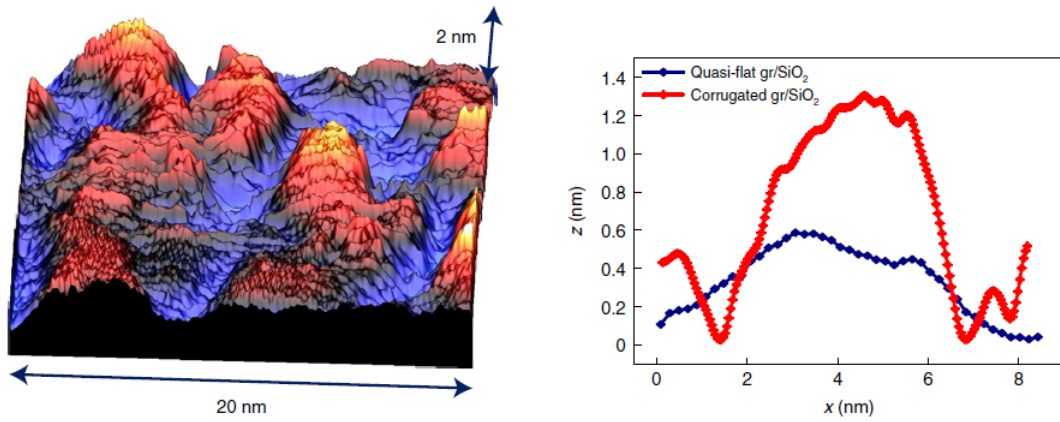 2 nm
20 nm
Quasi-flat gr/SiO₂
Corrugated gr/SiO₂
1.4
1.2
1.0
0.8
0.6
0.4
0.2
0
z (nm)
0 2 4 6 8
x (nm)